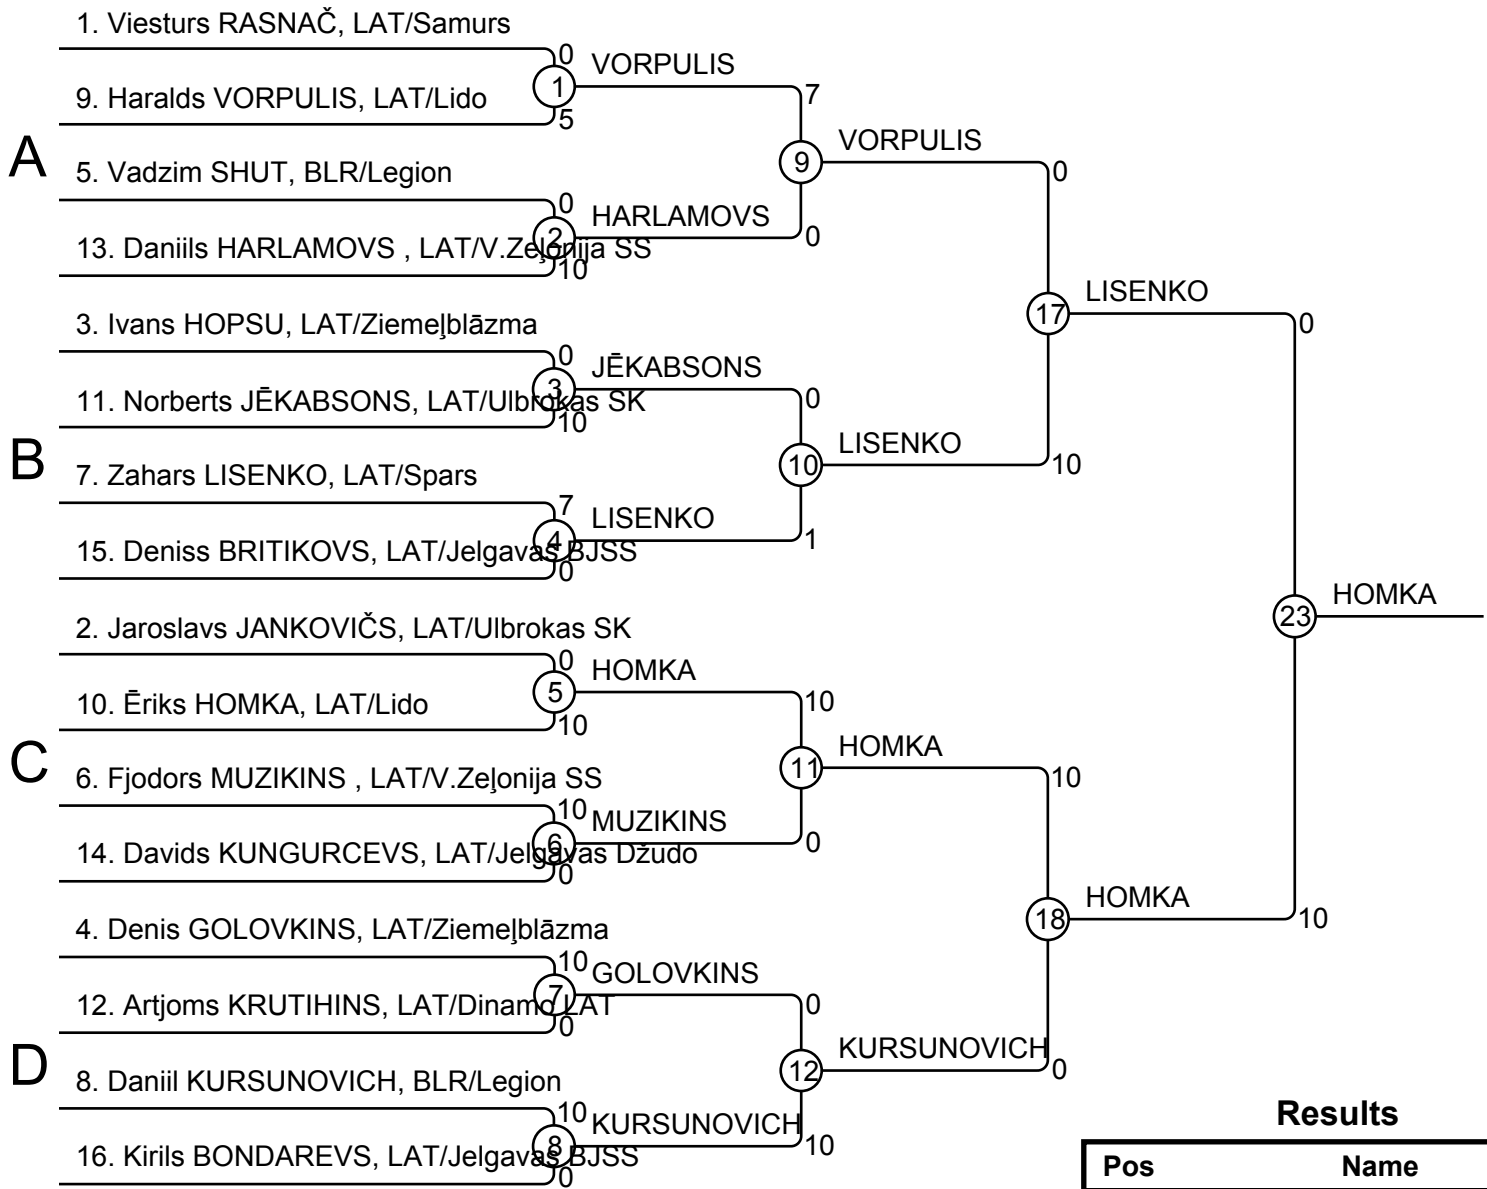 1. Viesturs RASNAČ, LAT/Samurs
0
1
VORPULIS
9. Haralds VORPULIS, LAT/Lido
5
7
A
9
VORPULIS
5. Vadzim SHUT, BLR/Legion
0
0
2
HARLAMOVS
13. Daniils HARLAMOVS , LAT/V.Zeļonija SS
10
0
3. Ivans HOPSU, LAT/Ziemeļblāzma
0
17
LISENKO
0
3
JĒKABSONS
11. Norberts JĒKABSONS, LAT/Ulbrokas SK
10
0
B
10
LISENKO
10
7. Zahars LISENKO, LAT/Spars
7
4
LISENKO
15. Deniss BRITIKOVS, LAT/Jelgavas BJSS
0
1
23
HOMKA
2. Jaroslavs JANKOVIČS, LAT/Ulbrokas SK
0
5
HOMKA
10. Ēriks HOMKA, LAT/Lido
10
10
C
11
HOMKA
10
6. Fjodors MUZIKINS , LAT/V.Zeļonija SS
10
6
MUZIKINS
14. Davids KUNGURCEVS, LAT/Jelgavas Džudo
0
0
18
HOMKA
10
4. Denis GOLOVKINS, LAT/Ziemeļblāzma
10
7
GOLOVKINS
12. Artjoms KRUTIHINS, LAT/Dinamo LAT
0
0
D
12
KURSUNOVICH
0
8. Daniil KURSUNOVICH, BLR/Legion
10
8
KURSUNOVICH
16. Kirils BONDAREVS, LAT/Jelgavas BJSS
0
10
Results
Pos Name